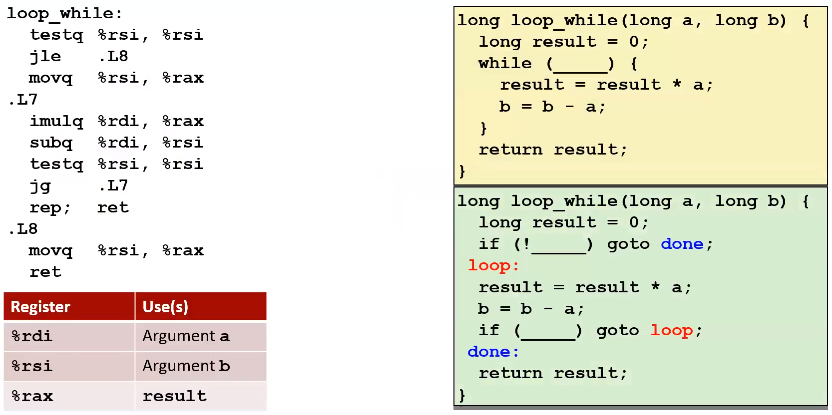 loop_while:
testq %rsi, %rsi
jle .L8
movq %rsi, %rax
.L7
imulq %rdi, %rax
subq %rdi, %rsi
testq %rsi, %rsi
jg .L7
rep; ret
.L8
movq %rsi, %rax
ret
Register Use(s)
%rdi Argument a
%rsi Argument b
%rax result
long loop_while(long a, long b) {
long result = 0;
while (_____) {
result = result * a;
b = b - a;
}
return result;
}
long loop_while(long a, long b) {
long result = 0;
if (!_____) goto done;
loop:
result = result * a;
b = b - a;
if (_____) goto loop;
done:
return result;
}